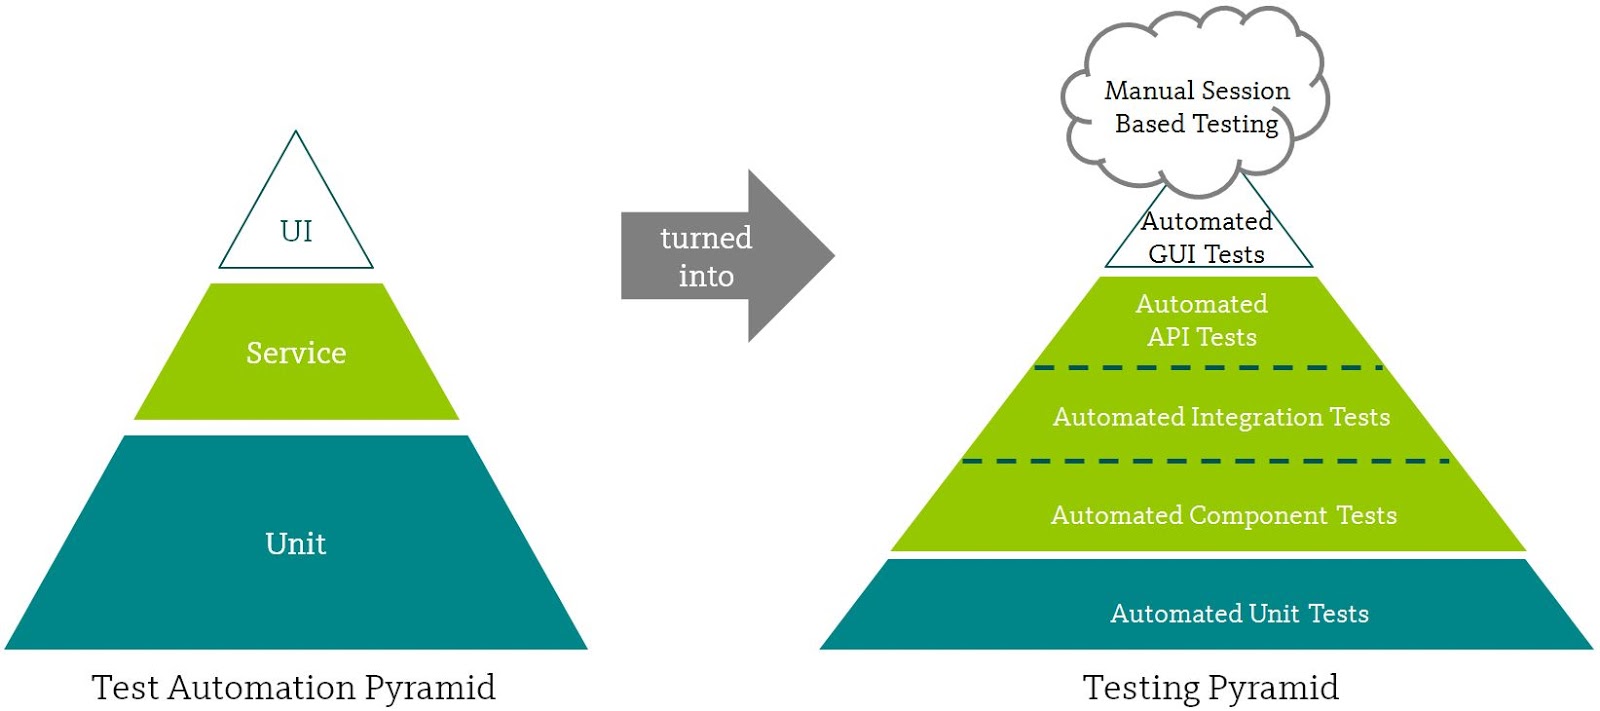 UI
Service
Unit
Test Automation Pyramid
turned
into
Manual Session
Based Testing
Automated
GUI Tests
Automated
API Tests
Automated Integration Tests
Automated Component Tests
Automated Unit Tests
Testing Pyramid